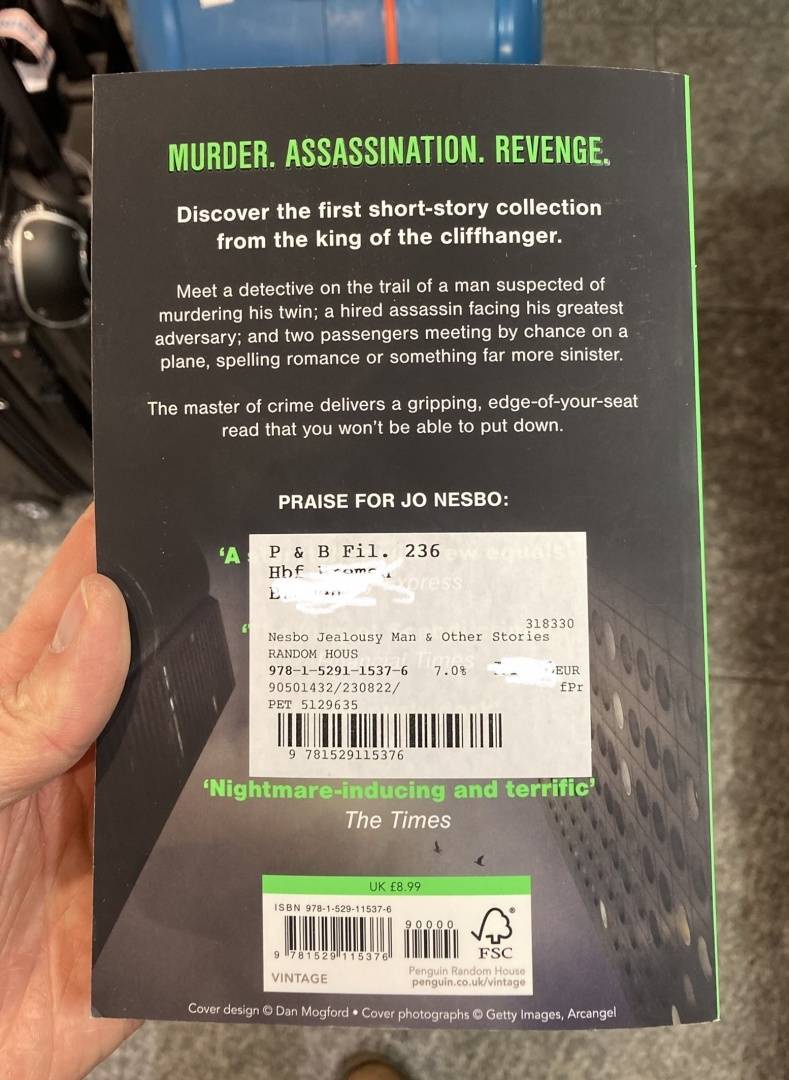 MURDER. ASSASSINATION. REVENGE.
Discover the first short-story collection
from the king of the cliffhanger.
Meet a detective on the trail of a man suspected of
murdering his twin; a hired assassin facing his greatest
adversary; and two passengers meeting by chance on a
plane, spelling romance or something far more sinister.
The master of crime delivers a gripping, edge-of-your-seat
read that you won't be able to put down.
PRAISE FOR JO NESBO:
'A
P & B Fil. 236
Hbf
318330
Nesbo Jealousy Man & Other Stories
RANDOM HOUS
978-1-5291-1537-6 7.0% EUR
90501432/230822/ fPr
PET 5129635
9 781529115376
'Nightmare-inducing and terrific'
The Times
UK £8.99
ISBN 978-1-529-11537-6
90000
9 781529 115376
FSC
VINTAGE
Penguin Random House
penguin.co.uk/vintage
Cover design © Dan Mogford • Cover photographs © Getty Images, Arcangel